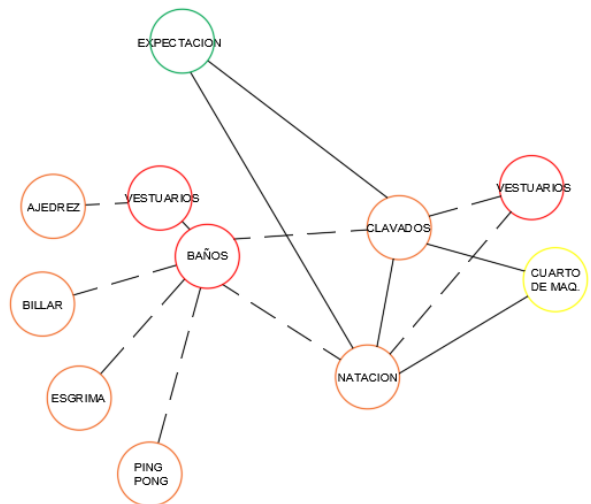 EXPECTACION
AJEDREZ
VESTUARIOS
VESTUARIOS
CLAVADOS
BAÑOS
CUARTO
DE MAQ.
BILLAR
NATACION
ESGRIMA
PING
PONG